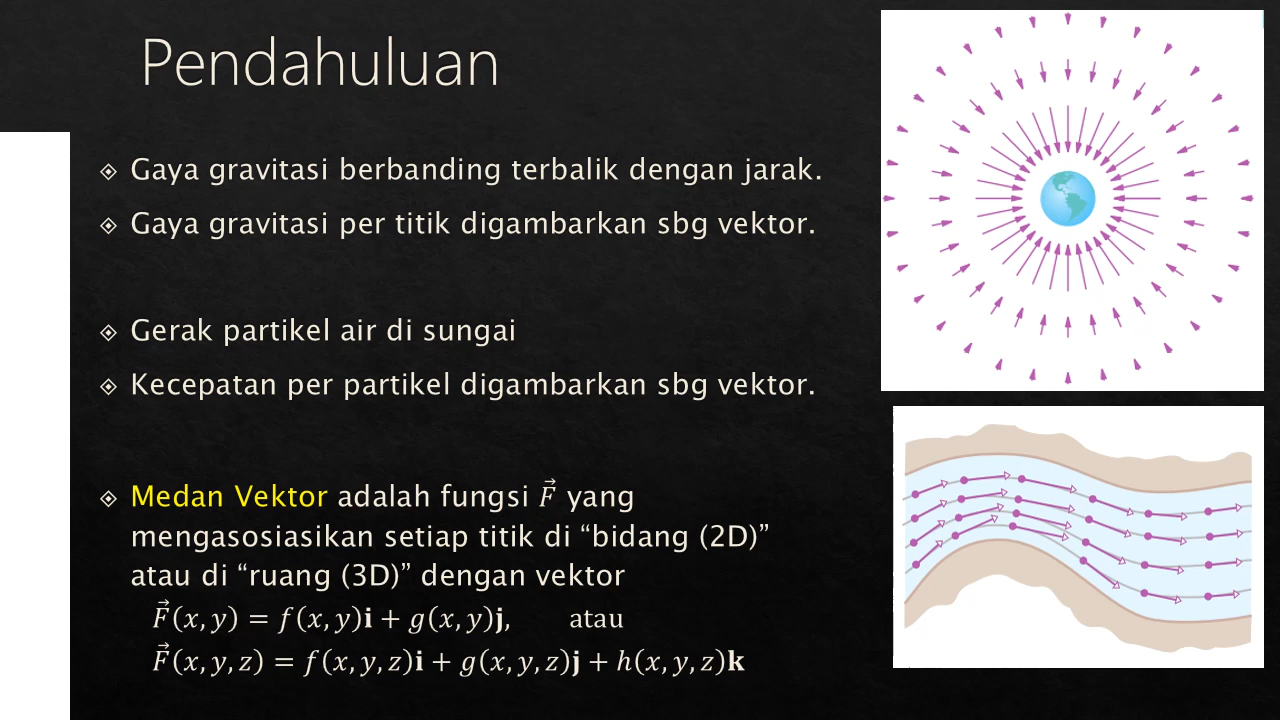 Pendahuluan
Gaya gravitasi berbanding terbalik dengan jarak.
Gaya gravitasi per titik digambarkan sbg vektor.
Gerak partikel air di sungai
Kecepatan per partikel digambarkan sbg vektor.
Medan Vektor adalah fungsi F⃗ yang
mengasosiasikan setiap titik di “bidang (2D)”
atau di “ruang (3D)” dengan vektor
F⃗(x, y) = f(x, y)i + g(x, y)j, atau
F⃗(x, y, z) = f(x, y, z)i + g(x, y, z)j + h(x, y, z)k